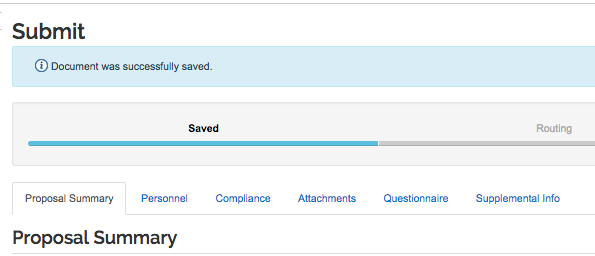 Submit
Document was successfully saved.
Saved Routing
Proposal Summary Personnel Compliance Attachments Questionnaire Supplemental Info
Proposal Summary